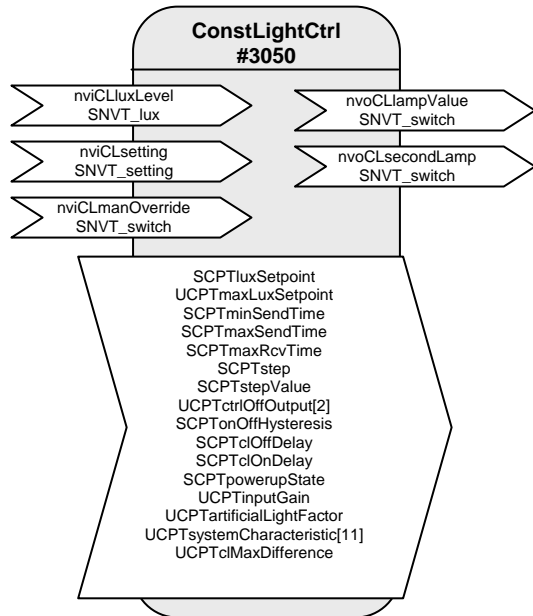 ConstLightCtrl
#3050
nviCLluxLevel
SNVT_lux
nvoCLlampValue
SNVT_switch
nviCLsetting
SNVT_setting
nvoCLsecondLamp
SNVT_switch
nviCLmanOverride
SNVT_switch
SCPTluxSetpoint
UCPTmaxLuxSetpoint
SCPTminSendTime
SCPTmaxSendTime
SCPTmaxRcvTime
SCPTstep
SCPTstepValue
UCPTctrlOffOutput[2]
SCPTonOffHysteresis
SCPTclOffDelay
SCPTclOnDelay
SCPTpowerupState
UCPTinputGain
UCPTartificialLightFactor
UCPTsystemCharacteristic[11]
UCPTclMaxDifference